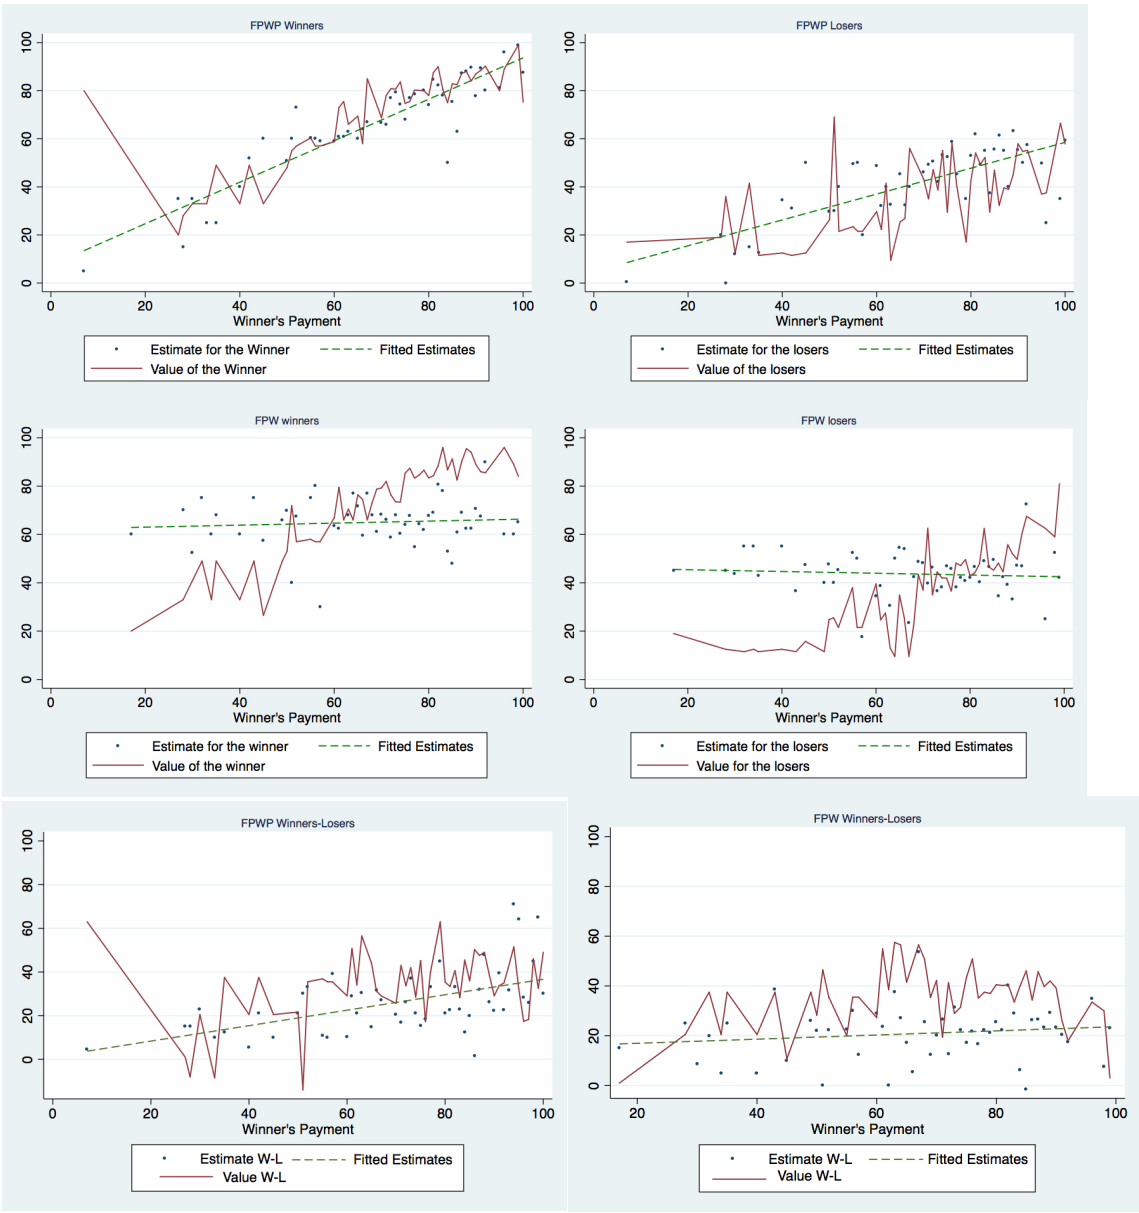 FPWP Winners
100
80
60
40
20
0
0 20 40 60 80 100
Winner's Payment
Estimate for the Winner Fitted Estimates
Value of the Winner
FPWP Losers
100
80
60
40
20
0
0 20 40 60 80 100
Winner's Payment
Estimate for the losers Fitted Estimates
Value of the losers
FPW winners
100
80
60
40
20
0
0 20 40 60 80 100
Winner's Payment
Estimate for the winner Fitted Estimates
Value of the winner
FPW losers
100
80
60
40
20
0
0 20 40 60 80 100
Winner's Payment
Estimate for the losers Fitted Estimates
Value for the losers
FPWP Winners-Losers
100
80
60
40
20
0
0 20 40 60 80 100
Winner's Payment
Estimate W-L Fitted Estimates
Value W-L
FPW Winners-Losers
100
80
60
40
20
0
20 40 60 80 100
Winner's Payment
Estimate W-L Fitted Estimates
Value W-L